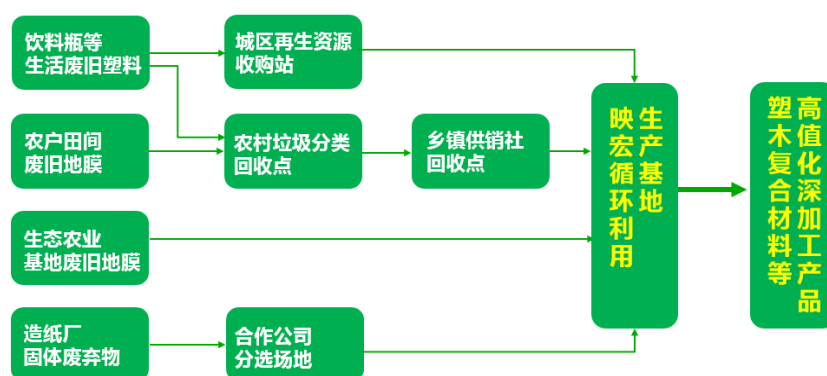 饮料瓶等
生活废旧塑料
城区再生资源
收购站
农户田间
废旧地膜
农村垃圾分类
回收点
乡镇供销社
回收点
生态农业
基地废旧地膜
造纸厂
固体废弃物
合作公司
分选场地
映宏循环利用
生产基地
高值化深加工产品
塑木复合材料等